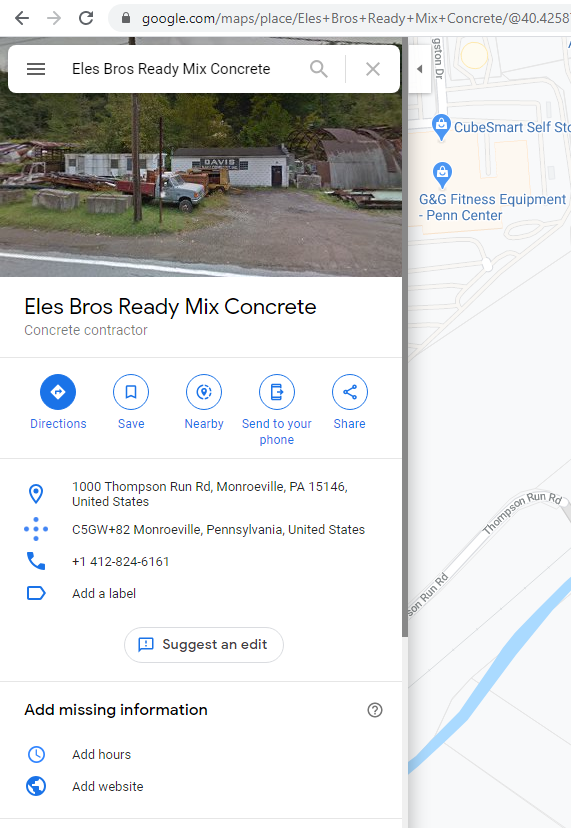 google.com/maps/place/Eles+Bros+Ready+Mix+Concrete/@40.4258
Eles Bros Ready Mix Concrete
DAVIS
Eles Bros Ready Mix Concrete
Concrete contractor
Directions
Save
Nearby
Send to your
phone
Share
1000 Thompson Run Rd, Monroeville, PA 15146,
United States
C5GW+82 Monroeville, Pennsylvania, United States
+1 412-824-6161
Add a label
Suggest an edit
Add missing information
Add hours
Add website
gston Dr
CubeSmart Self Sto
G&G Fitness Equipment
- Penn Center
Thompson Run Rd
son Run Rd